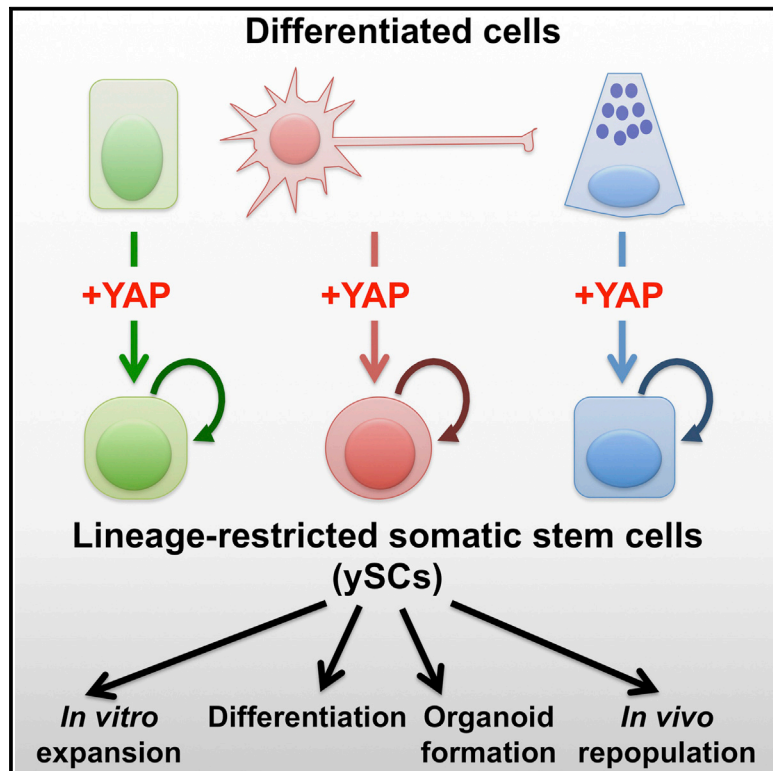 Differentiated cells
+YAP +YAP +YAP
Lineage-restricted somatic stem cells
(ySCs)
In vitro Differentiation Organoid In vivo
expansion formation repopulation